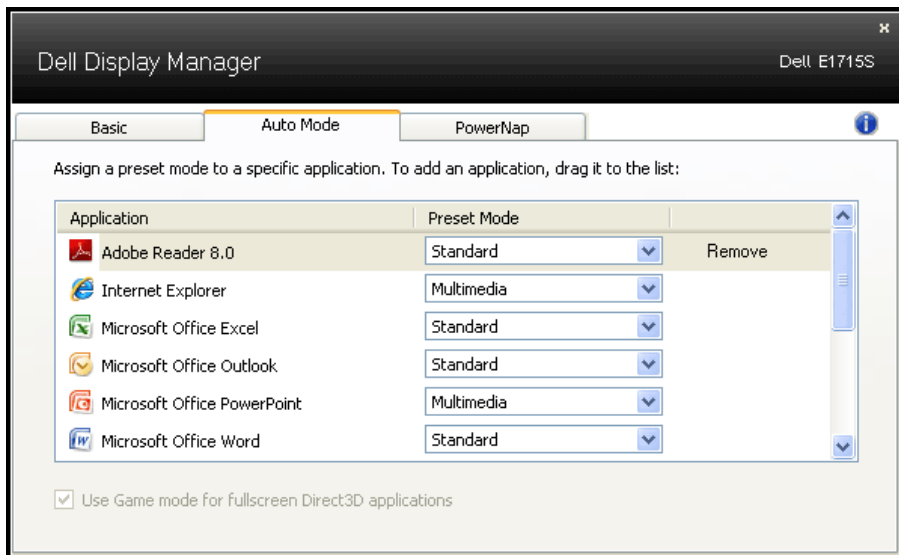 x
Dell Display Manager
Dell E1715S
Basic
Auto Mode
PowerNap
i
Assign a preset mode to a specific application. To add an application, drag it to the list:
Application Preset Mode
Adobe Reader 8.0 Standard Remove
Internet Explorer Multimedia
Microsoft Office Excel Standard
Microsoft Office Outlook Standard
Microsoft Office PowerPoint Multimedia
Microsoft Office Word Standard
Use Game mode for fullscreen Direct3D applications